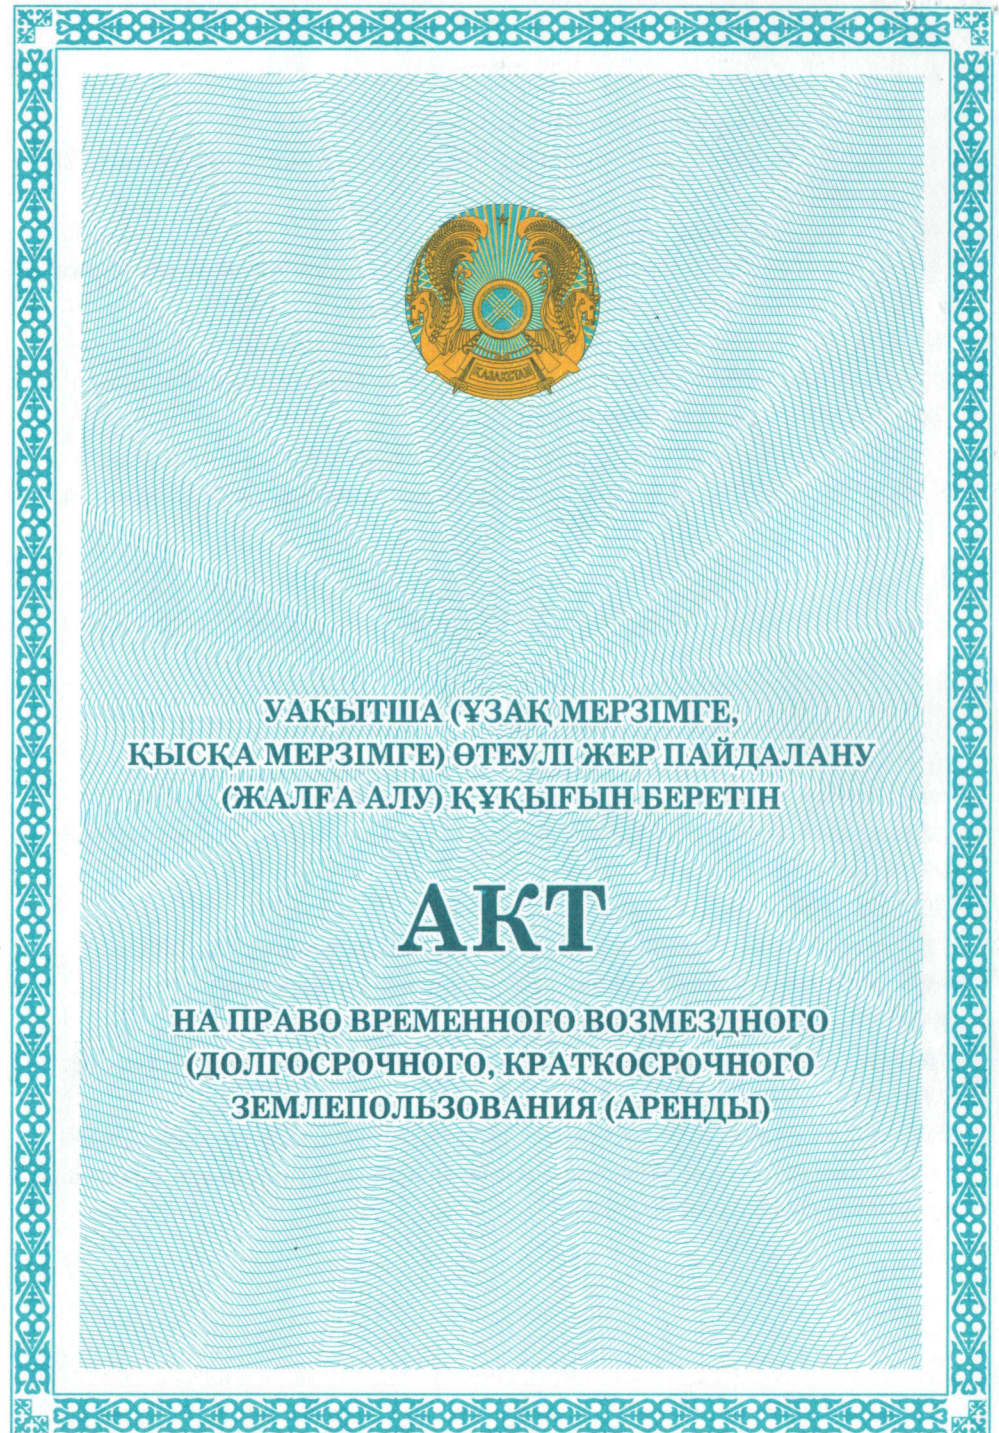 ҚАЗАҚСТАН
УАҚЫТША (ҰЗАҚ МЕРЗІМГЕ,
ҚЫСҚА МЕРЗІМГЕ) ӨТЕУЛІ ЖЕР ПАЙДАЛАНУ
(ЖАЛҒА АЛУ) ҚҰҚЫҒЫН БЕРЕТІН
АКТ
НА ПРАВО ВРЕМЕННОГО ВОЗМЕЗДНОГО
(ДОЛГОСРОЧНОГО, КРАТКОСРОЧНОГО
ЗЕМЛЕПОЛЬЗОВАНИЯ (АРЕНДЫ)